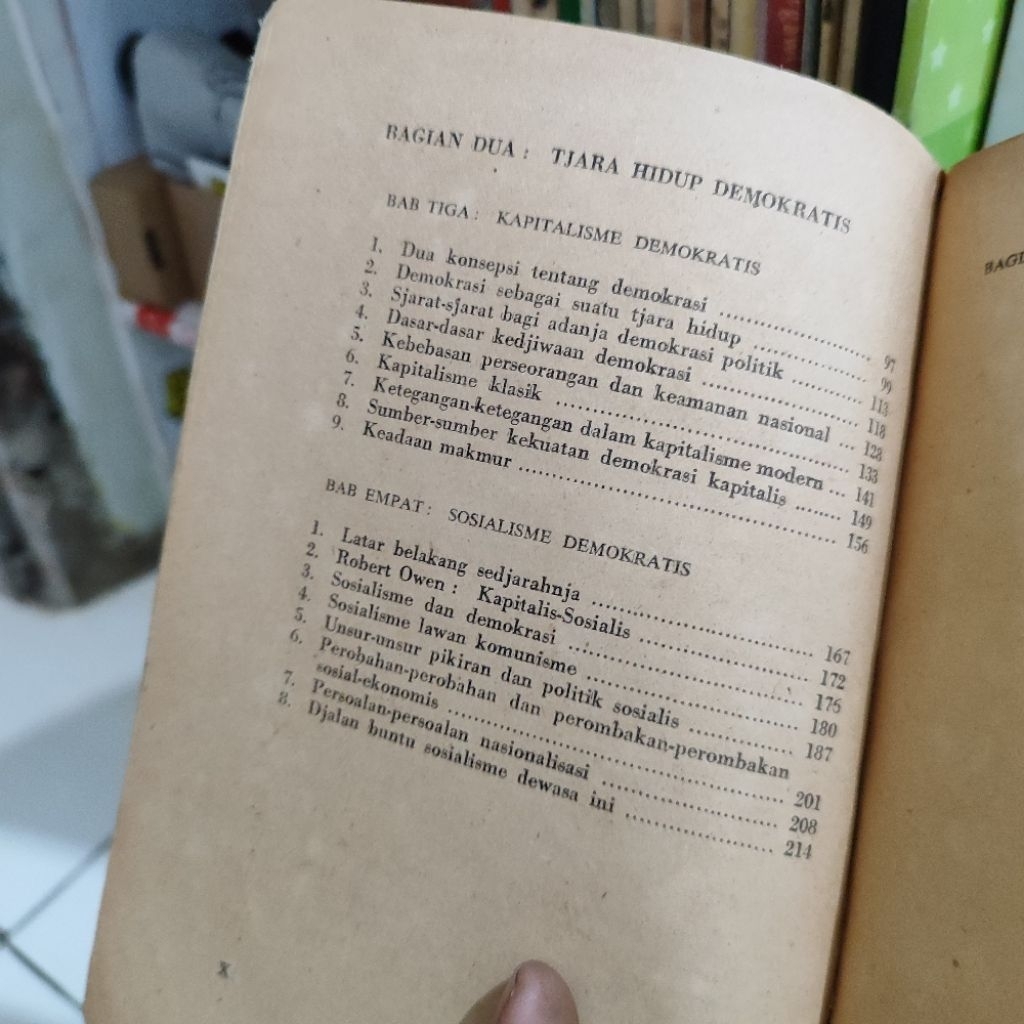 BAGIAN DUA : TJARA HIDUP DEMOKRATIS
BAB TIGA : KAPITALISME DEMOKRATIS
1. Dua konsepsi tentang demokrasi .................... 97
2. Demokrasi sebagai suatu tjara hidup ............... 99
3. Sjarat-sjarat bagi adanja demokrasi politik ......... 113
4. Dasar-dasar kedjiwaan demokrasi .................... 118
5. Kebebasan perseorangan dan keamanan nasional ... 128
6. Kapitalisme klasik .................................... 133
7. Ketegangan-ketegangan dalam kapitalisme modern ... 141
8. Sumber-sumber kekuatan demokrasi kapitalis ........ 149
9. Keadaan makmur ....................................... 156
BAB EMPAT : SOSIALISME DEMOKRATIS
1. Latar belakang sedjarahnja ........................... 167
2. Robert Owen : Kapitalis-Sosialis ..................... 172
3. Sosialisme dan demokrasi ............................. 176
4. Sosialisme lawan komunisme .......................... 180
5. Unsur-unsur pikiran dan politik sosialis ............. 187
6. Perobahan-perobahan dan perombakan-perombakan
sosial-ekonomis ....................................... 201
7. Persoalan-persoalan nasionalisasi ..................... 208
8. Djalan buntu sosialisme dewasa ini .................. 214
X
BAGI